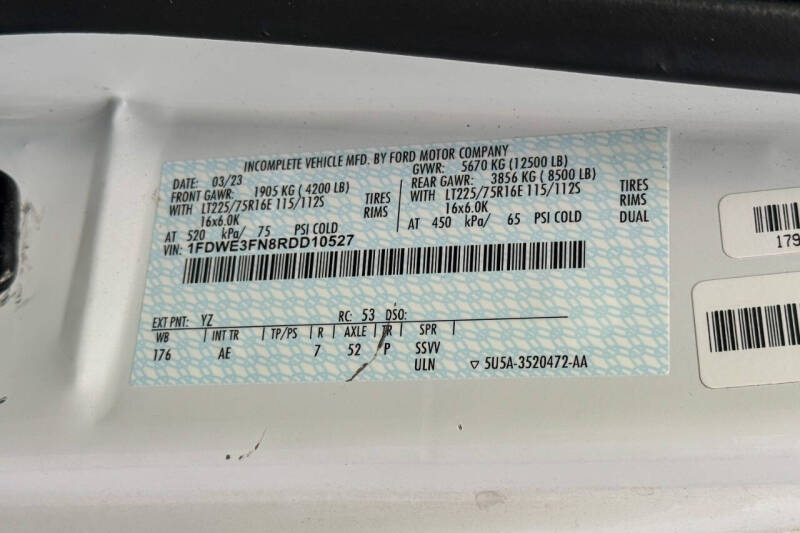 INCOMPLETE VEHICLE MFD. BY FORD MOTOR COMPANY
DATE: 03/23 GVWR: 5670 KG (12500 LB)
FRONT GAWR: 1905 KG ( 4200 LB) REAR GAWR: 3856 KG ( 8500 LB)
WITH LT225/75R16E 115/112S TIRES WITH LT225/75R16E 115/112S TIRES
16x6.0K RIMS 16x6.0K RIMS
AT 520 kPa/ 75 PSI COLD AT 450 kPa/ 65 PSI COLD DUAL
VIN: 1FDWE3FN8RDD10527
EXT PNT: YZ RC: 53 DSO:
WB INT TR TP/PS R AXLE TR SPR
176 AE 7 52 P SSVV
ULN ▽ 5U5A-3520472-AA
179